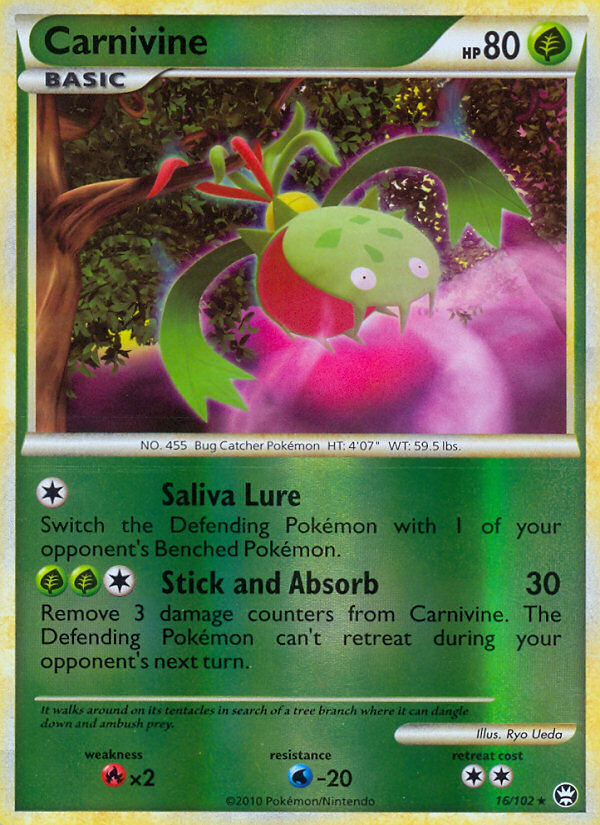 Carnivine HP 80
BASIC
NO. 455 Bug Catcher Pokémon HT: 4'07" WT: 59.5 lbs.
Saliva Lure
Switch the Defending Pokémon with 1 of your
opponent's Benched Pokémon.
Stick and Absorb 30
Remove 3 damage counters from Carnivine. The
Defending Pokémon can't retreat during your
opponent's next turn.
It walks around on its tentacles in search of a tree branch where it can dangle
down and ambush prey.
Illus. Ryo Ueda
weakness resistance retreat cost
×2 -20
©2010 Pokémon/Nintendo 16/102 ★